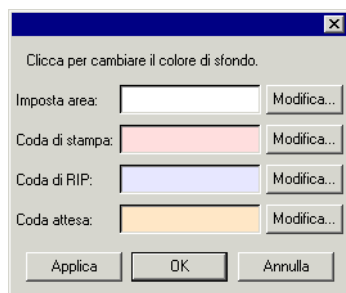 Clicca per cambiare il colore di sfondo.
Imposta area: Modifica...
Coda di stampa: Modifica...
Coda di RIP: Modifica...
Coda attesa: Modifica...
Applica OK Annulla